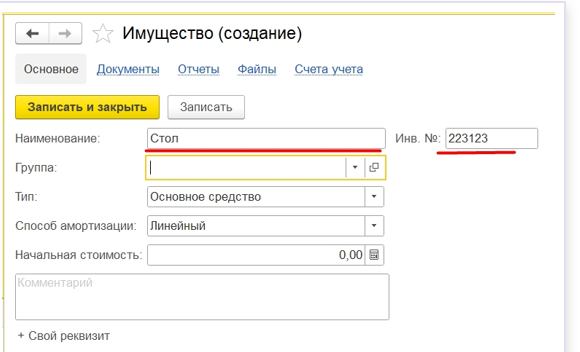 Имущество (создание)
Основное Документы Отчеты Файлы Счета учета
Записать и закрыть Записать
Наименование: Стол Инв. №: 223123
Группа:
Тип: Основное средство
Способ амортизации: Линейный
Начальная стоимость: 0,00
Комментарий
+ Свой реквизит